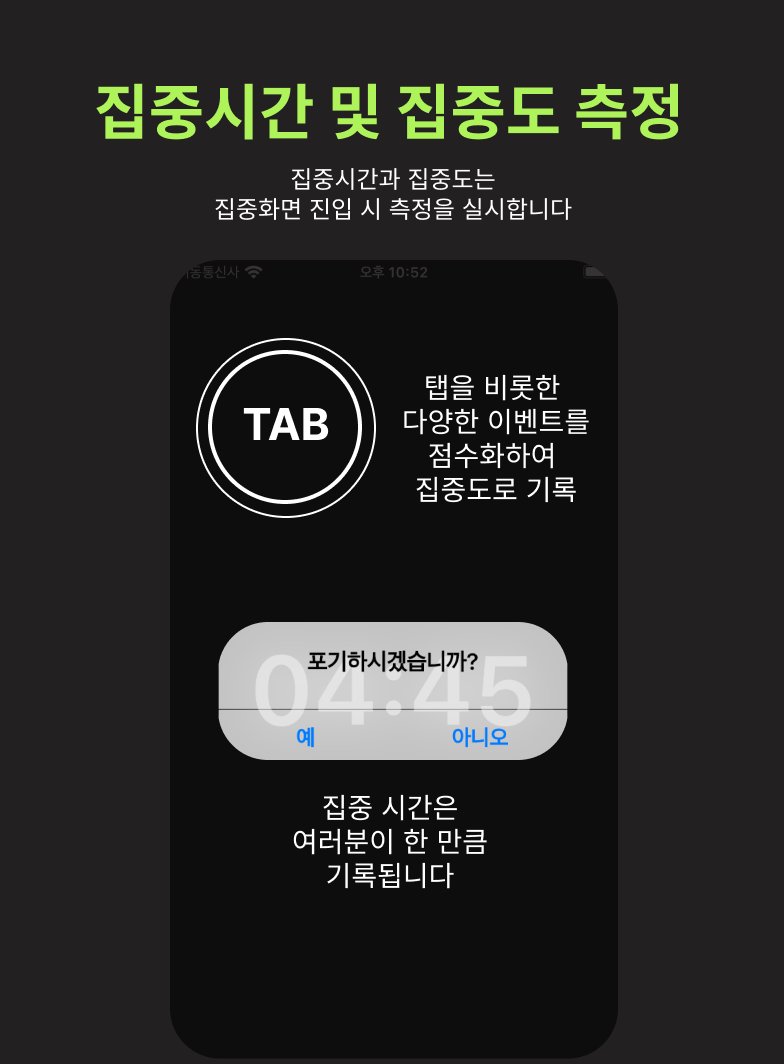 집중시간 및 집중도 측정
집중시간과 집중도는
집중화면 진입 시 측정을 실시합니다
이동통신사 오후 10:52
TAB
탭을 비롯한
다양한 이벤트를
점수화하여
집중도로 기록
포기하시겠습니까?
04:45
예 아니오
집중 시간은
여러분이 한 만큼
기록됩니다